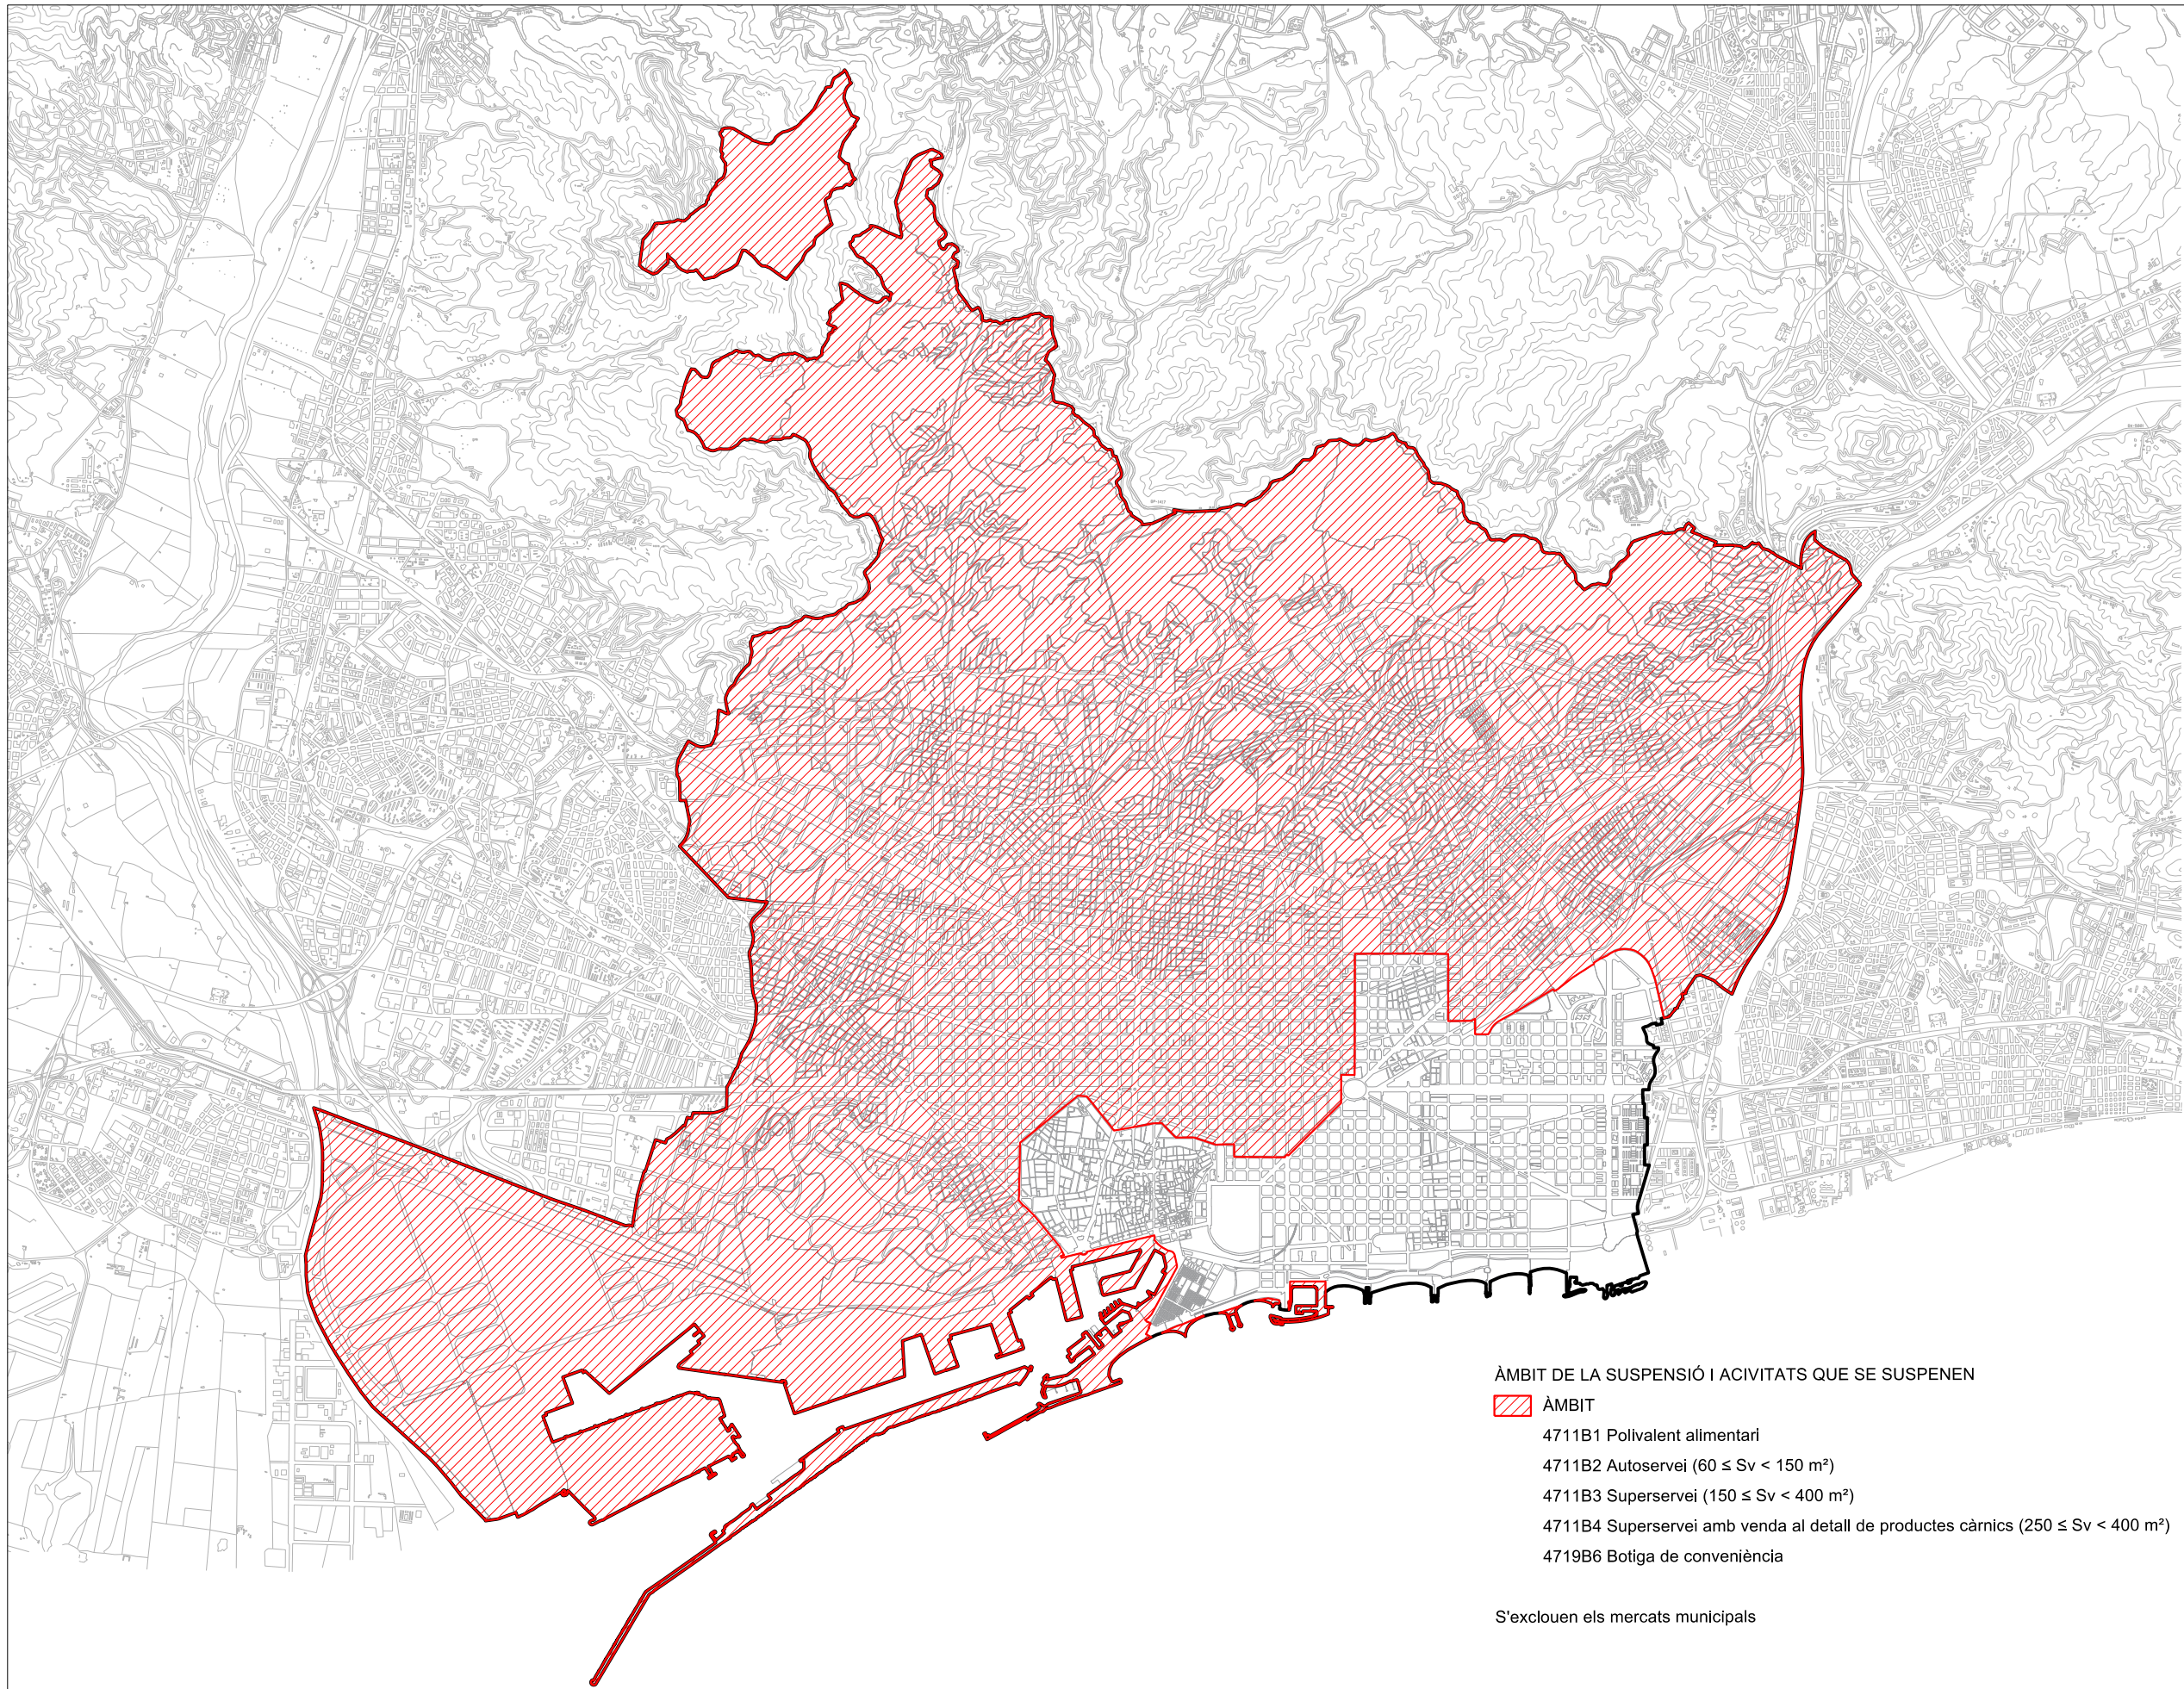 ÀMBIT DE LA SUSPENSIÓ I ACIVITATS QUE SE SUSPENEN
ÀMBIT
4711B1 Polivalent alimentari
4711B2 Autoservei (60 ≤ Sv < 150 m²)
4711B3 Superservei (150 ≤ Sv < 400 m²)
4711B4 Superservei amb venda al detall de productes càrnics (250 ≤ Sv < 400 m²)
4719B6 Botiga de conveniència
S'exclouen els mercats municipals